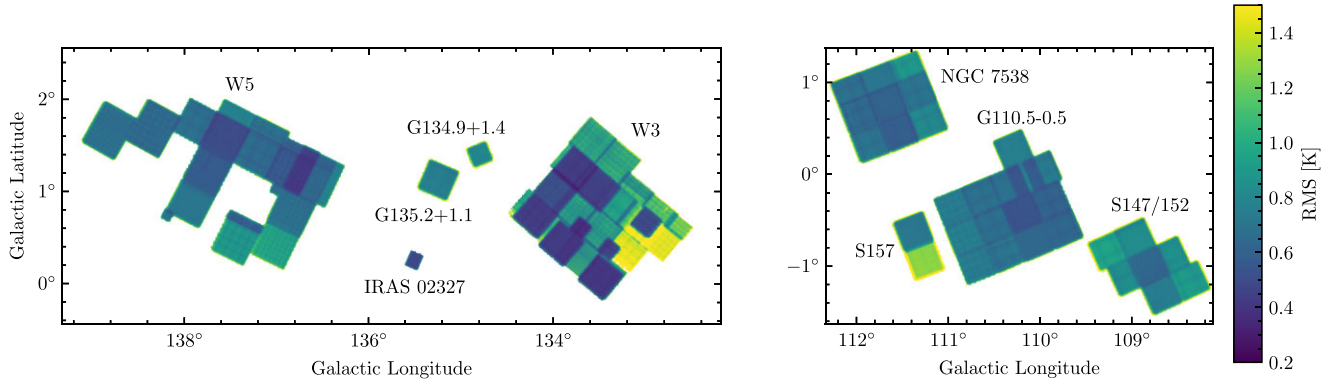 W5
G134.9+1.4
W3
G135.2+1.1
IRAS 02327
2°
1°
0°
Galactic Latitude
138°
136°
134°
Galactic Longitude
NGC 7538
G110.5-0.5
S147/152
S157
1°
0°
−1°
112°
111°
110°
109°
Galactic Longitude
1.4
1.2
1.0
0.8
0.6
0.4
0.2
RMS [K]